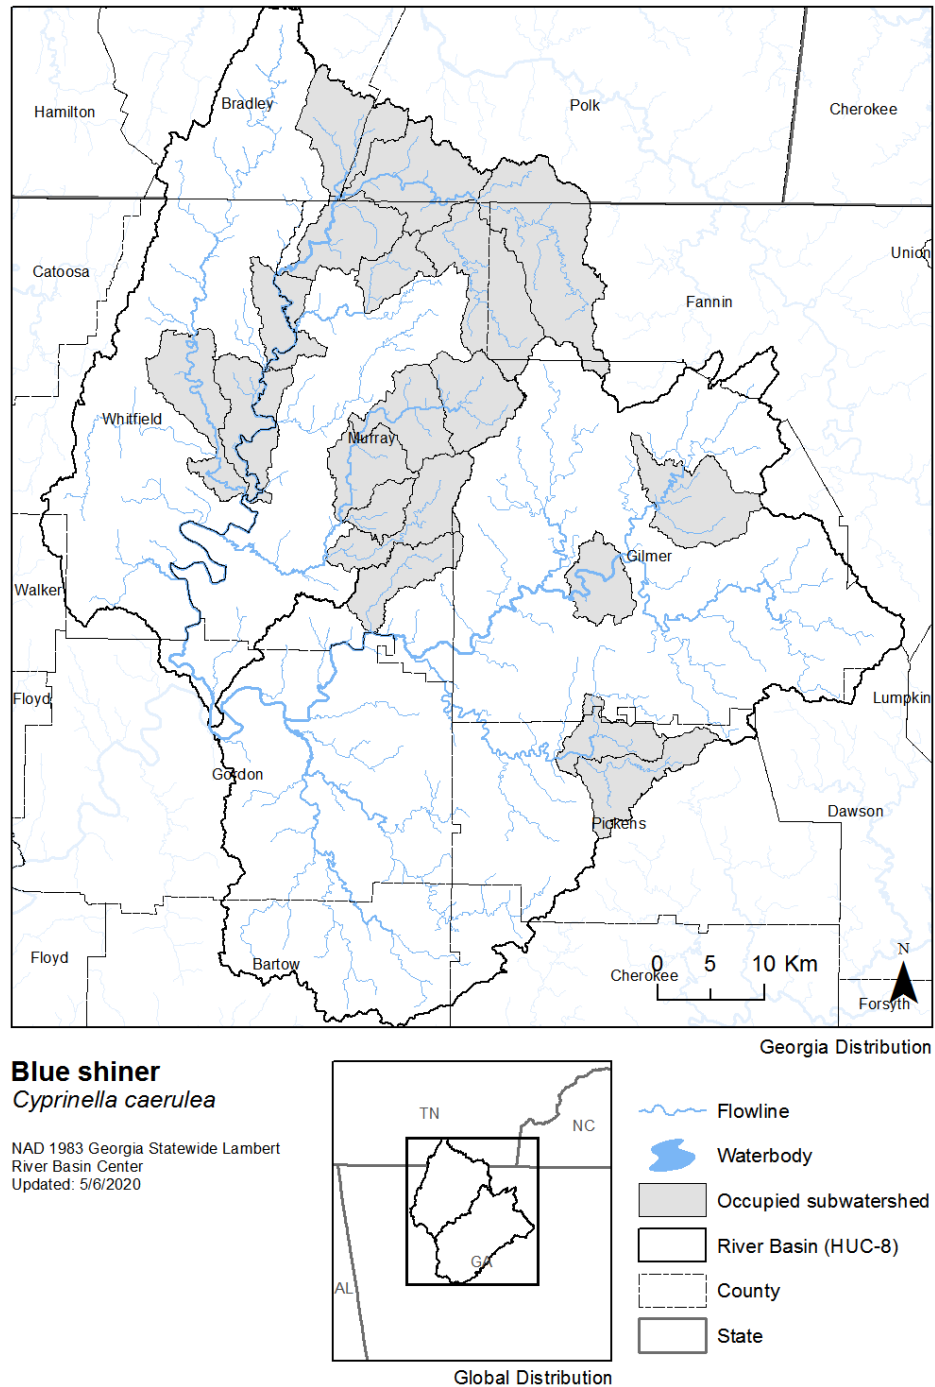 Hamilton
Bradley
Polk
Cherokee
Catoosa
Union
Fannin
Whitfield
Murray
Gilmer
Walker
Floyd
Lumpkin
Gordon
Dawson
Pickens
Floyd
Bartow
Cherokee
0 5 10 Km
N
Forsyth
Georgia Distribution
Blue shiner
Cyprinella caerulea
NAD 1983 Georgia Statewide Lambert
River Basin Center
Updated: 5/6/2020
TN
NC
GA
AL
Global Distribution
Flowline
Waterbody
Occupied subwatershed
River Basin (HUC-8)
County
State